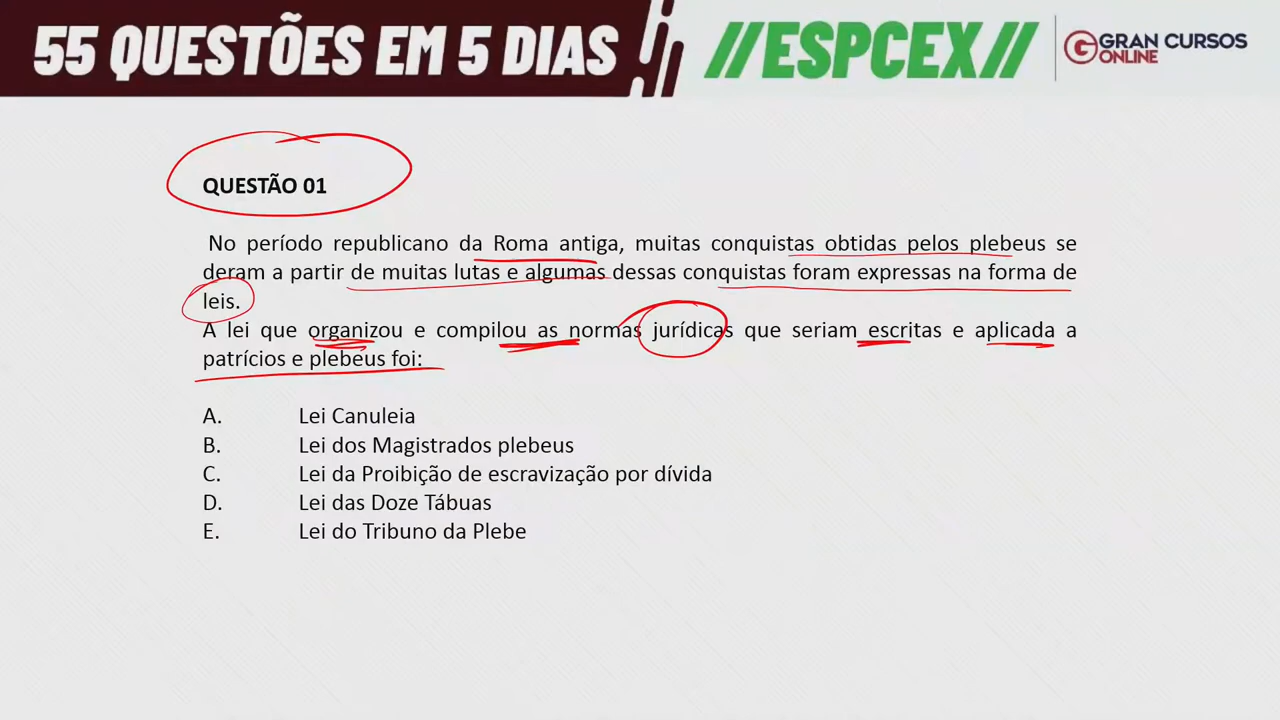 55 QUESTÕES EM 5 DIAS
//ESPCEX//
GRAN CURSOS
ONLINE
QUESTÃO 01
No período republicano da Roma antiga, muitas conquistas obtidas pelos plebeus se
deram a partir de muitas lutas e algumas dessas conquistas foram expressas na forma de
leis.
A lei que organizou e compilou as normas jurídicas que seriam escritas e aplicada a
patrícios e plebeus foi:
A. Lei Canuleia
B. Lei dos Magistrados plebeus
C. Lei da Proibição de escravização por dívida
D. Lei das Doze Tábuas
E. Lei do Tribuno da Plebe